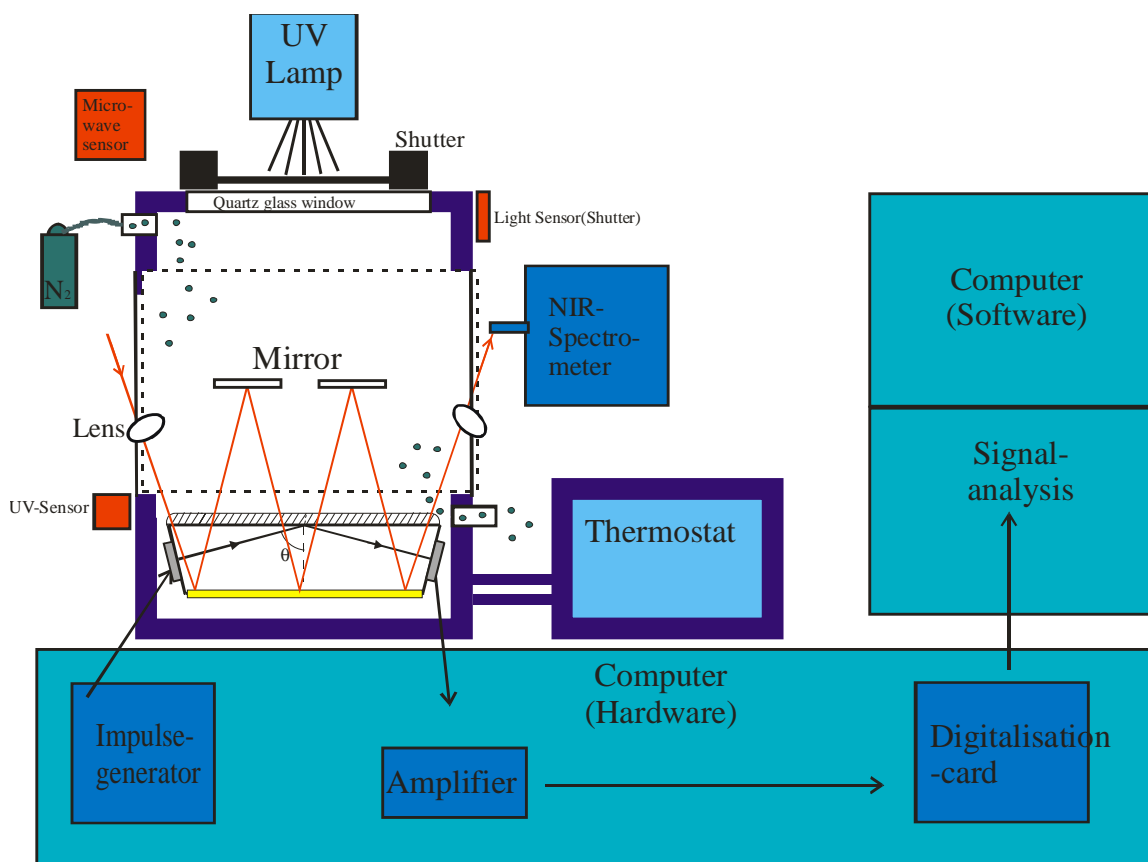 UV
Lamp
Micro-
wave
sensor
Shutter
Quartz glass window
Light Sensor(Shutter)
N2
NIR-
Spectro-
meter
Computer
(Software)
Mirror
Lens
Signal-
analysis
UV-Sensor
Thermostat
θ
Computer
(Hardware)
Impulse-
generator
Amplifier
Digitalisation
-card